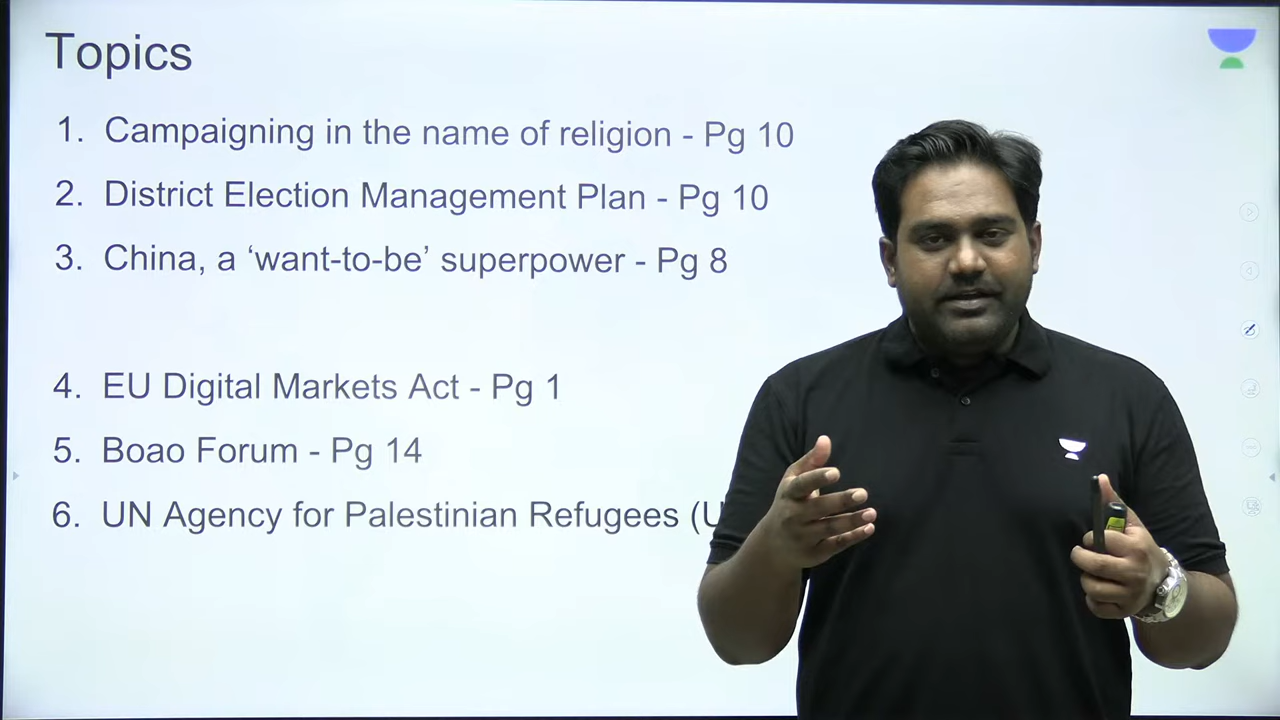 Topics
1. Campaigning in the name of religion - Pg 10
2. District Election Management Plan - Pg 10
3. China, a ‘want-to-be’ superpower - Pg 8
4. EU Digital Markets Act - Pg 1
5. Boao Forum - Pg 14
6. UN Agency for Palestinian Refugees (U